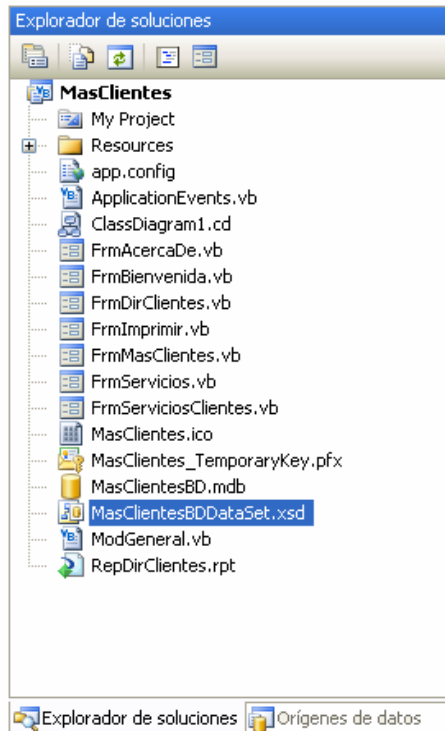 Explorador de soluciones
MasClientes
My Project
Resources
app.config
ApplicationEvents.vb
ClassDiagram1.cd
FrmAcercaDe.vb
FrmBienvenida.vb
FrmDirClientes.vb
FrmImprimir.vb
FrmMasClientes.vb
FrmServicios.vb
FrmServiciosClientes.vb
MasClientes.ico
MasClientes_TemporaryKey.pfx
MasClientesBD.mdb
MasClientesBDDataSet.xsd
ModGeneral.vb
RepDirClientes.rpt
Explorador de soluciones Orígenes de datos